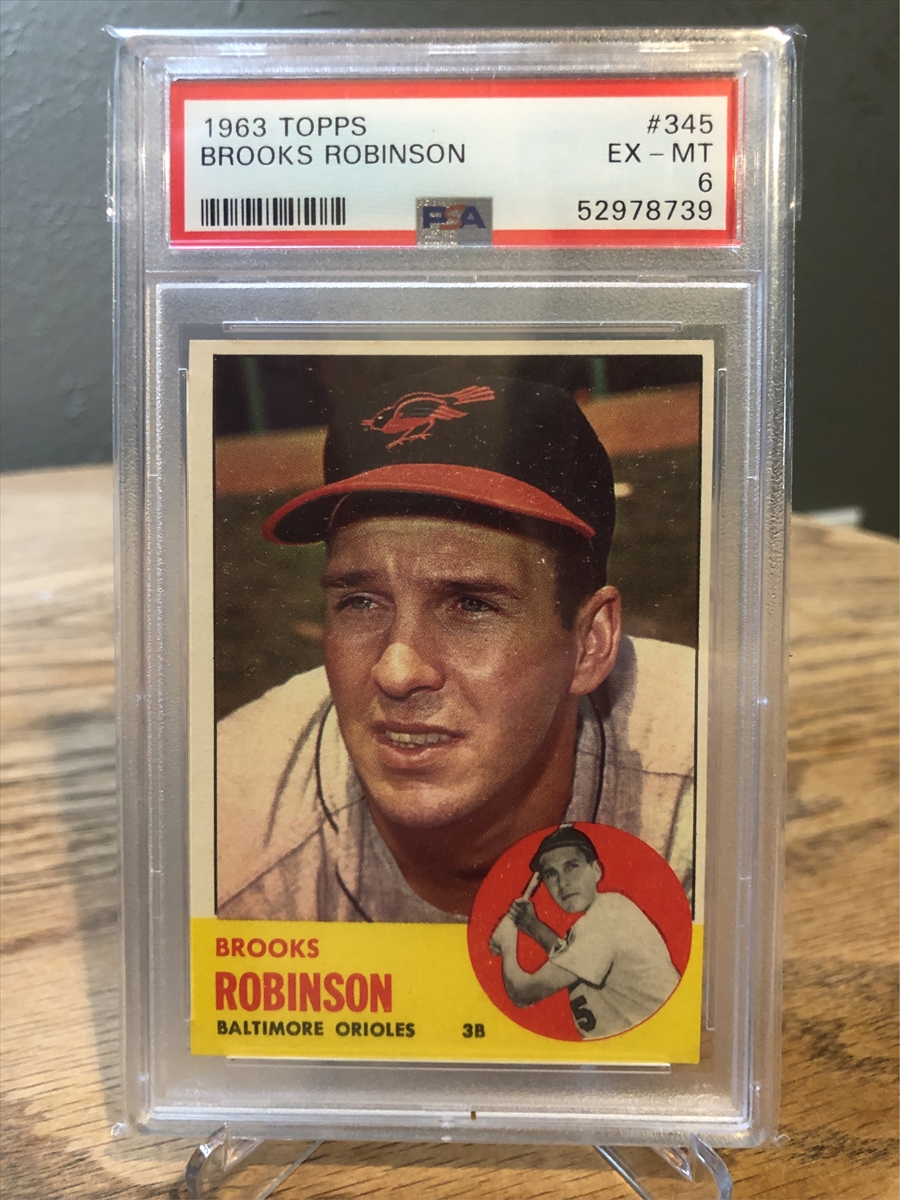 1963 TOPPS #345
BROOKS ROBINSON EX - MT
6
PSA 52978739
BROOKS
ROBINSON
BALTIMORE ORIOLES 3B
5